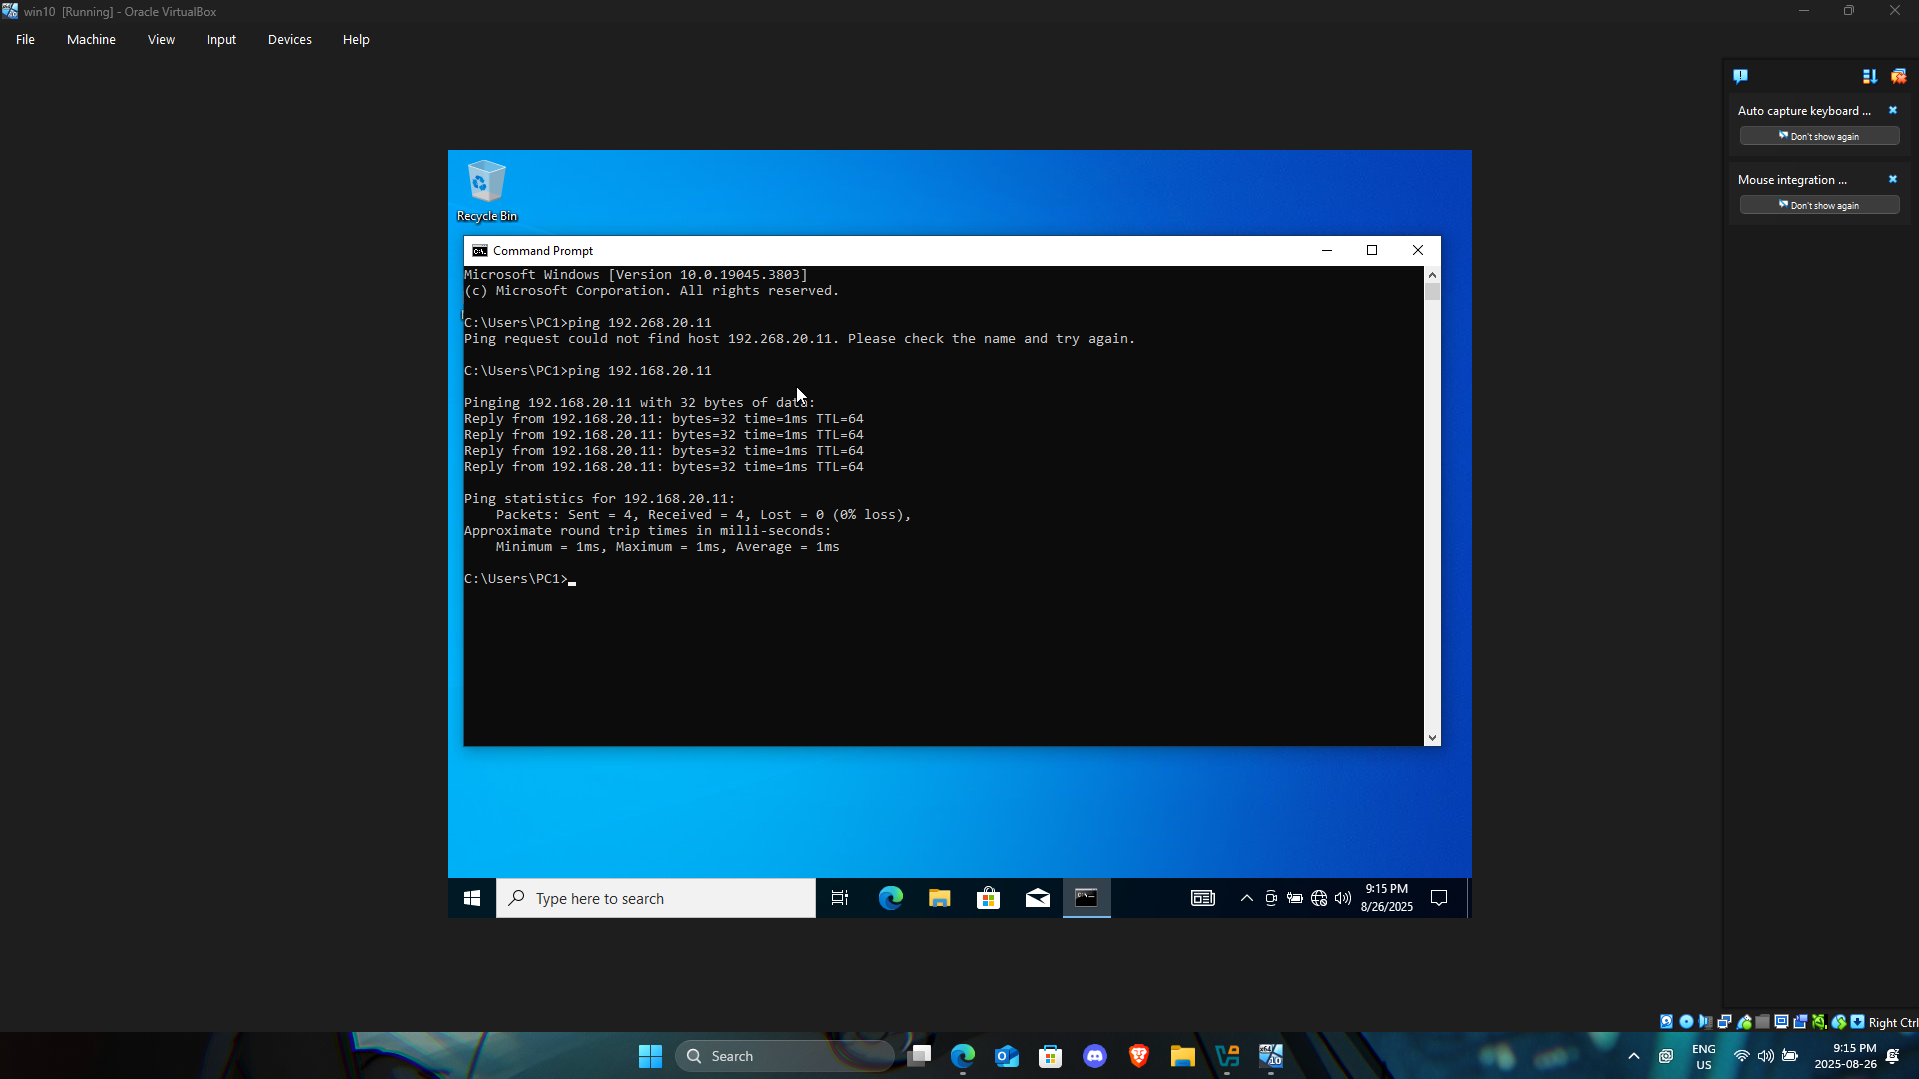 win10 [Running] - Oracle VirtualBox
File Machine View Input Devices Help
Auto capture keyboard ...
Don't show again
Mouse integration ...
Don't show again
Recycle Bin
Command Prompt
Microsoft Windows [Version 10.0.19045.3803]
(c) Microsoft Corporation. All rights reserved.
C:\Users\PC1>ping 192.268.20.11
Ping request could not find host 192.268.20.11. Please check the name and try again.
C:\Users\PC1>ping 192.168.20.11
Pinging 192.168.20.11 with 32 bytes of data:
Reply from 192.168.20.11: bytes=32 time=1ms TTL=64
Reply from 192.168.20.11: bytes=32 time=1ms TTL=64
Reply from 192.168.20.11: bytes=32 time=1ms TTL=64
Reply from 192.168.20.11: bytes=32 time=1ms TTL=64
Ping statistics for 192.168.20.11:
Packets: Sent = 4, Received = 4, Lost = 0 (0% loss),
Approximate round trip times in milli-seconds:
Minimum = 1ms, Maximum = 1ms, Average = 1ms
C:\Users\PC1>
Type here to search
9:15 PM
8/26/2025
Right Ctrl
Search
ENG
US
9:15 PM
2025-08-26